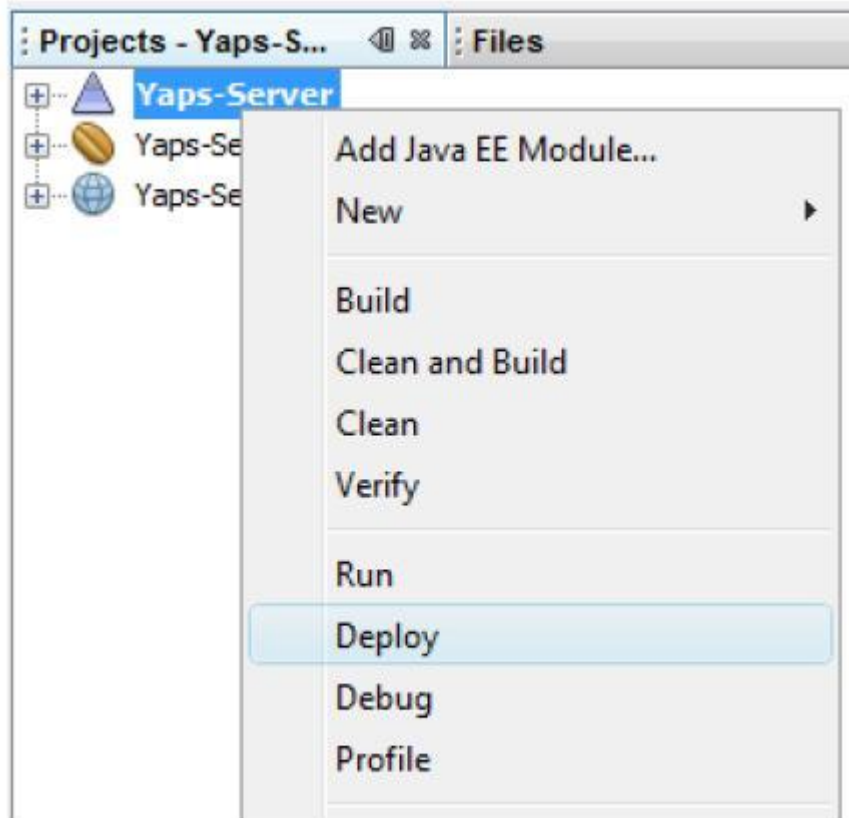 Projects - Yaps-S... Files
Yaps-Server
Yaps-Se
Yaps-Se
Add Java EE Module...
New
Build
Clean and Build
Clean
Verify
Run
Deploy
Debug
Profile